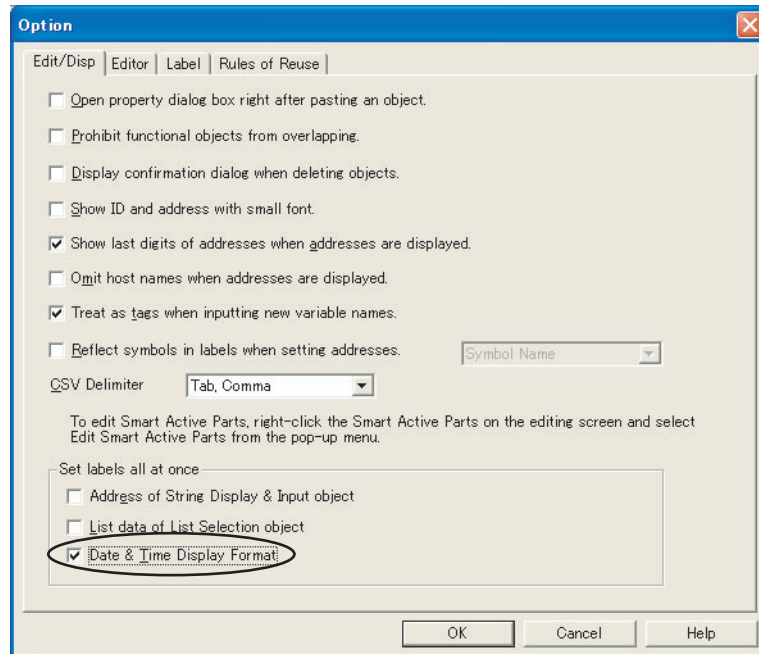 Option
Edit/Disp Editor Label Rules of Reuse
Open property dialog box right after pasting an object.
Prohibit functional objects from overlapping.
Display confirmation dialog when deleting objects.
Show ID and address with small font.
Show last digits of addresses when addresses are displayed.
Omit host names when addresses are displayed.
Treat as tags when inputting new variable names.
Reflect symbols in labels when setting addresses. Symbol Name
CSV Delimiter Tab, Comma
To edit Smart Active Parts, right-click the Smart Active Parts on the editing screen and select
Edit Smart Active Parts from the pop-up menu.
Set labels all at once
Address of String Display & Input object
List data of List Selection object
Date & Time Display Format
OK Cancel Help